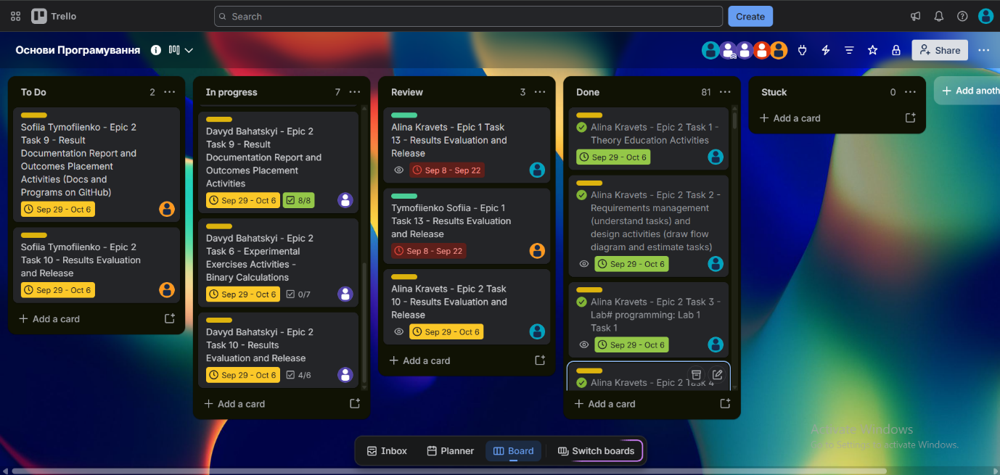 Trello
Search
Create
Основи Програмування
Share
To Do 2
Sofiia Tymofiienko - Epic 2
Task 9 - Result
Documentation Report and
Outcomes Placement
Activities (Docs and
Programs on GitHub)
Sep 29 - Oct 6
Sofiia Tymofiienko - Epic 2
Task 10 - Results Evaluation
and Release
Sep 29 - Oct 6
Add a card
In progress 7
Davyd Bahatskyi - Epic 2
Task 9 - Result
Documentation Report and
Outcomes Placement
Activities
Sep 29 - Oct 6 8/8
Davyd Bahatskyi - Epic 2
Task 6 - Experimental
Exercises Activities -
Binary Calculations
Sep 29 - Oct 6 0/7
Davyd Bahatskyi - Epic 2
Task 10 - Results
Evaluation and Release
Sep 29 - Oct 6 4/6
Add a card
Review 3
Alina Kravets - Epic 1 Task
13 - Results Evaluation and
Release
Sep 8 - Sep 22
Tymofiienko Sofiia - Epic 1
Task 13 - Results Evaluation
and Release
Sep 8 - Sep 22
Alina Kravets - Epic 2 Task
10 - Results Evaluation and
Release
Sep 29 - Oct 6
Add a card
Done 81
Alina Kravets - Epic 2 Task 1 -
Theory Education Activities
Sep 29 - Oct 6
Alina Kravets - Epic 2 Task 2 -
Requirements management
(understand tasks) and
design activities (draw flow
diagram and estimate tasks)
Sep 29 - Oct 6
Alina Kravets - Epic 2 Task 3 -
Lab# programming: Lab 1
Task 1
Sep 29 - Oct 6
Alina Kravets - Epic 2 Task 4
Add a card
Stuck 0
Add a card
Add anoth
Activate Windows
Go to Settings to activate Windows.
Inbox
Planner
Board
Switch boards